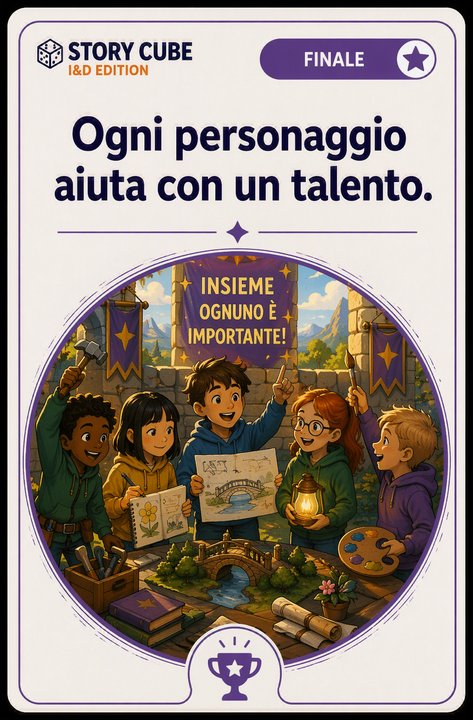 STORY CUBE
I&D EDITION
FINALE
Ogni personaggio
aiuta con un talento.
INSIEME
OGNUNO È
IMPORTANTE!